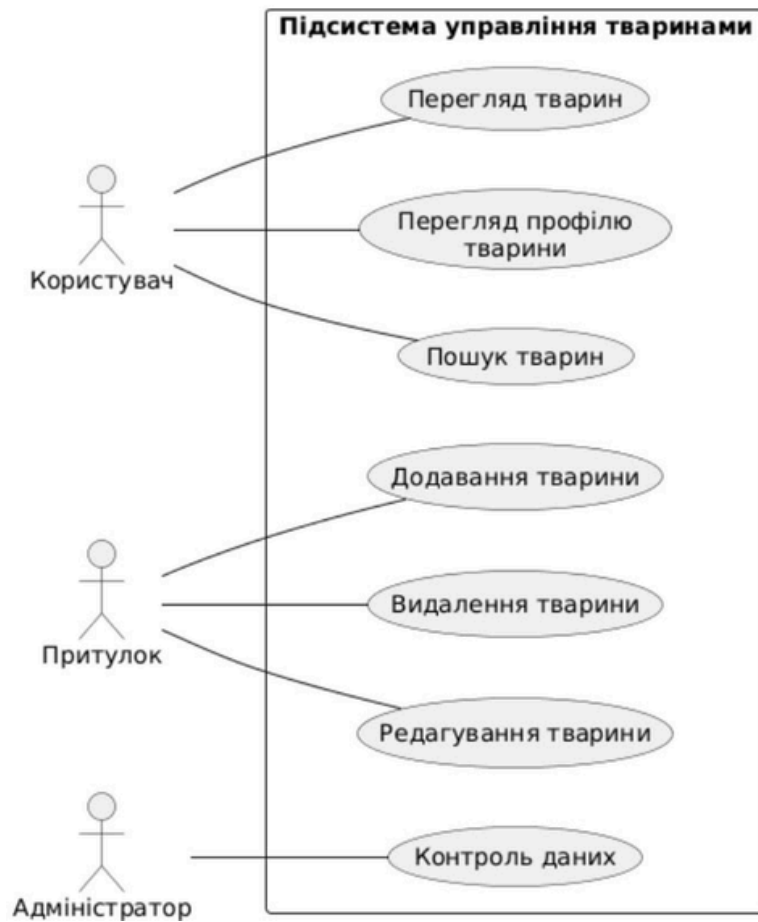 Підсистема управління тваринами
Перегляд тварин
Перегляд профілю
тварини
Користувач
Пошук тварин
Додавання тварини
Видалення тварини
Притулок
Редагування тварини
Контроль даних
Адміністратор